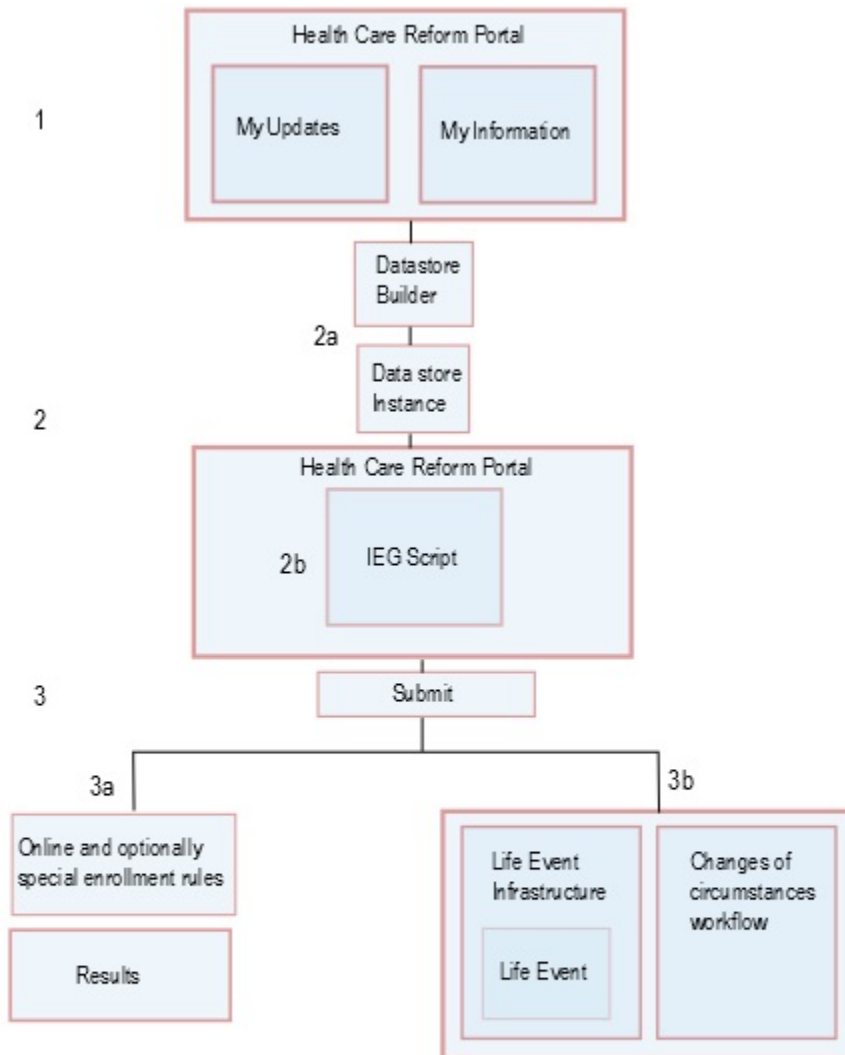 Health Care Reform Portal
1
My Updates
My Information
Datastore
Builder
2a
Data store
Instance
2
Health Care Reform Portal
2b
IEG Script
3
Submit
3a
3b
Online and optionally
special enrollment rules
Results
Life Event
Infrastructure
Life Event
Changes of
circumstances
workflow